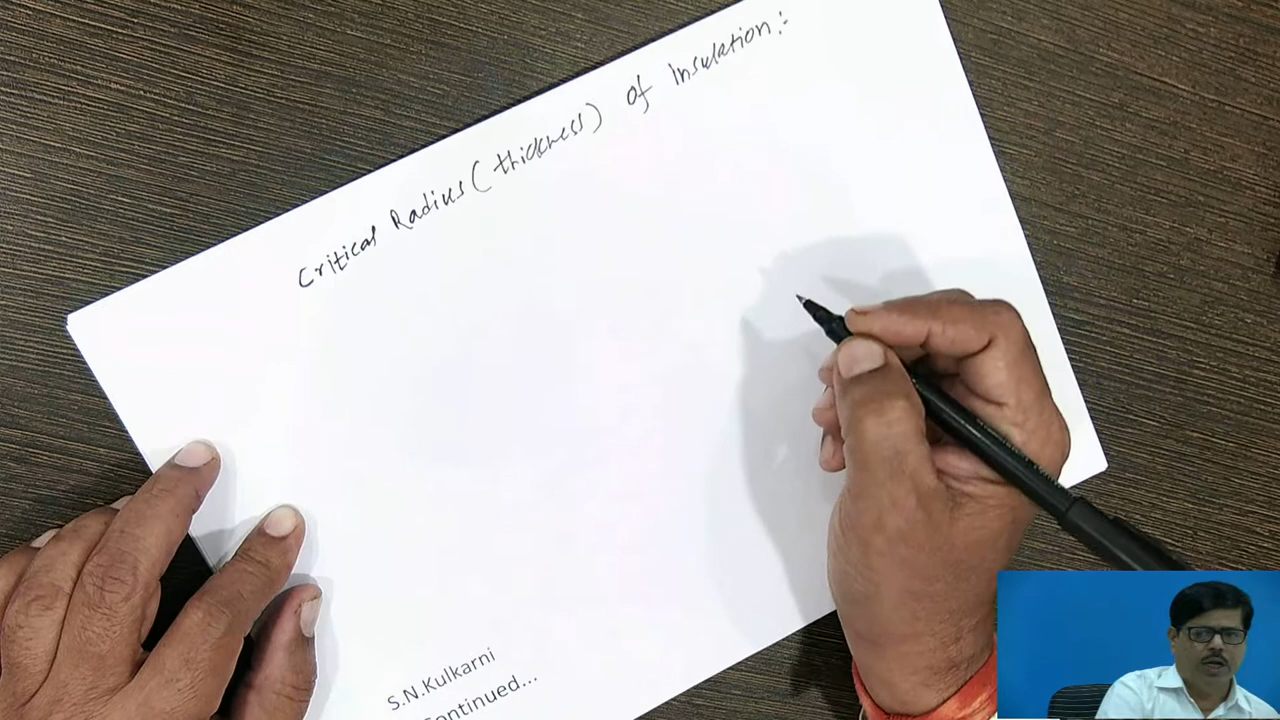 Critical Radius (thickness) of Insulation:-
S.N.Kulkarni
Continued...